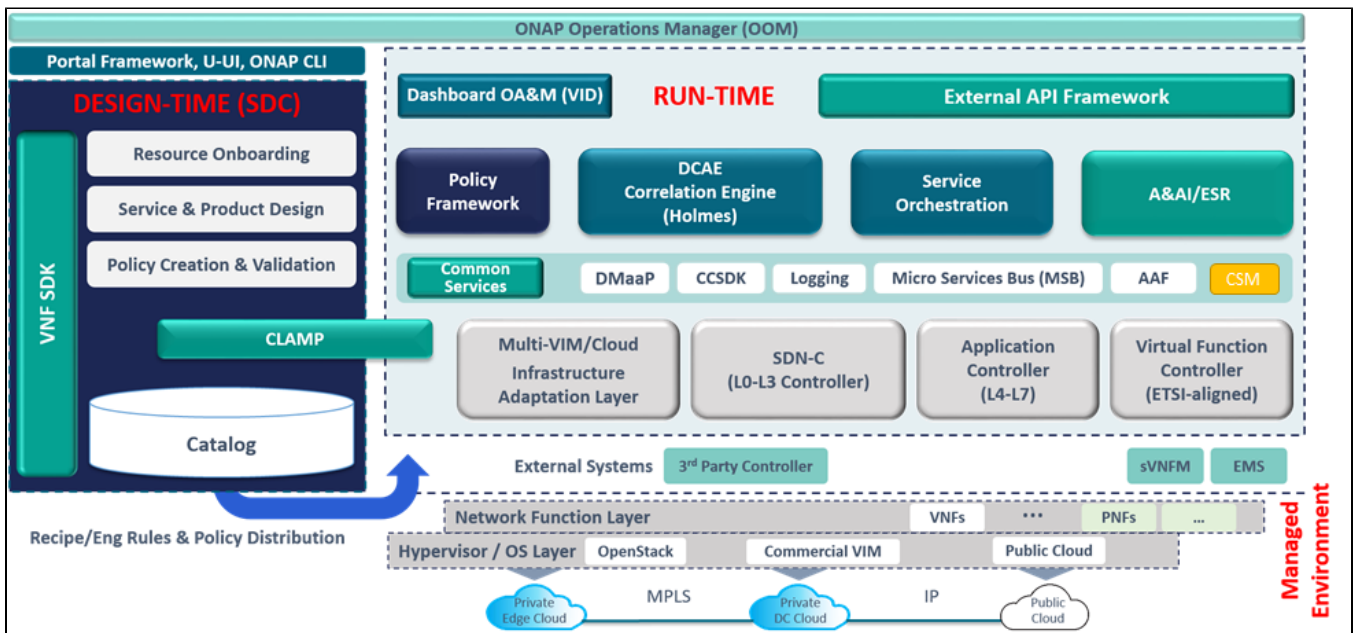 ONAP Operations Manager (OOM)
Portal Framework, U-UI, ONAP CLI
DESIGN-TIME (SDC)
VNF SDK
Resource Onboarding
Service & Product Design
Policy Creation & Validation
CLAMP
Catalog
Recipe/Eng Rules & Policy Distribution
Dashboard OA&M (VID)
RUN-TIME
External API Framework
Policy
Framework
DCAE
Correlation Engine
(Holmes)
Service
Orchestration
A&AI/ESR
Common
Services
DMaaP
CCSDK
Logging
Micro Services Bus (MSB)
AAF
CSM
Multi-VIM/Cloud
Infrastructure
Adaptation Layer
SDN-C
(L0-L3 Controller)
Application
Controller
(L4-L7)
Virtual Function
Controller
(ETSI-aligned)
External Systems
3rd Party Controller
sVNFM
EMS
Network Function Layer
VNFs
...
PNFs
...
Hypervisor / OS Layer
OpenStack
Commercial VIM
Public Cloud
Private
Edge Cloud
MPLS
Private
DC Cloud
IP
Public
Cloud
Managed
Environment